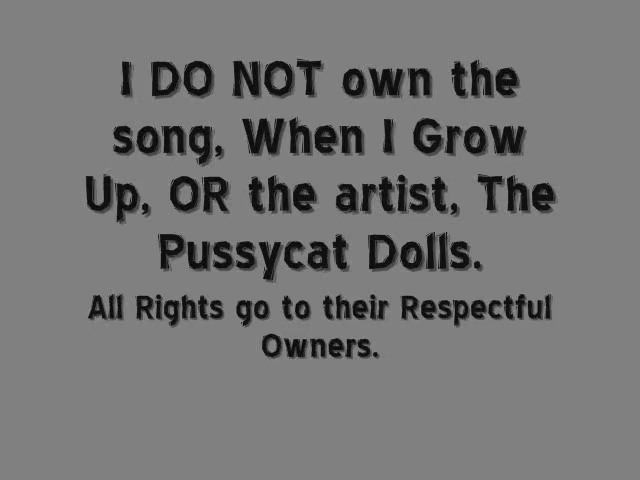 I DO NOT own the
song, When I Grow
Up, OR the artist, The
Pussycat Dolls.
All Rights go to their Respectful
Owners.